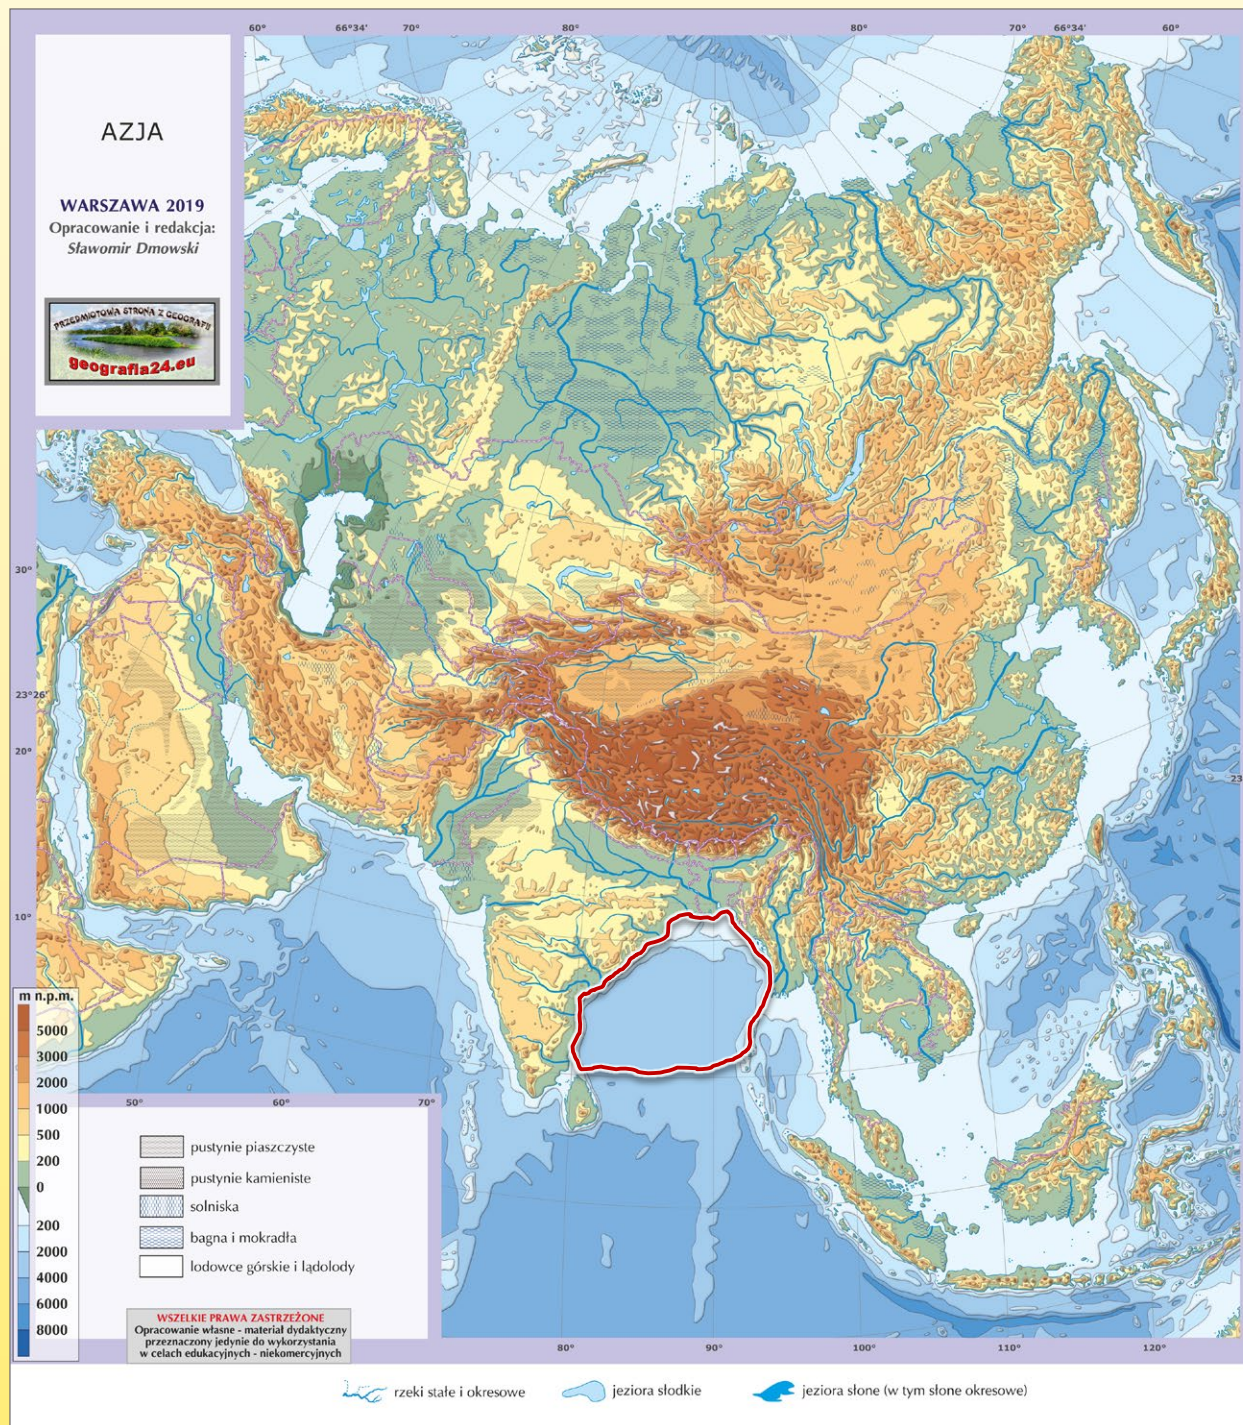 60° 66°34' 70° 80° 80° 70° 66°34' 60°
AZJA
WARSZAWA 2019
Opracowanie i redakcja:
Sławomir Dmowski
PRZEDMIOTOWA STRONA Z GEOGRAFII
geografia24.eu
30°
23°26'
20°
23
10°
m n.p.m.
5000
3000
2000
1000
500
200
0
200
2000
4000
6000
8000
50° 60° 70°
pustynie piaszczyste
pustynie kamieniste
solniska
bagna i mokradła
lodowce górskie i lądolody
WSZELKIE PRAWA ZASTRZEŻONE
Opracowanie własne - materiał dydaktyczny
przeznaczony jedynie do wykorzystania
w celach edukacyjnych - niekomercyjnych
80° 90° 100° 110° 120°
rzeki stałe i okresowe
jeziora słodkie
jeziora słone (w tym słone okresowe)